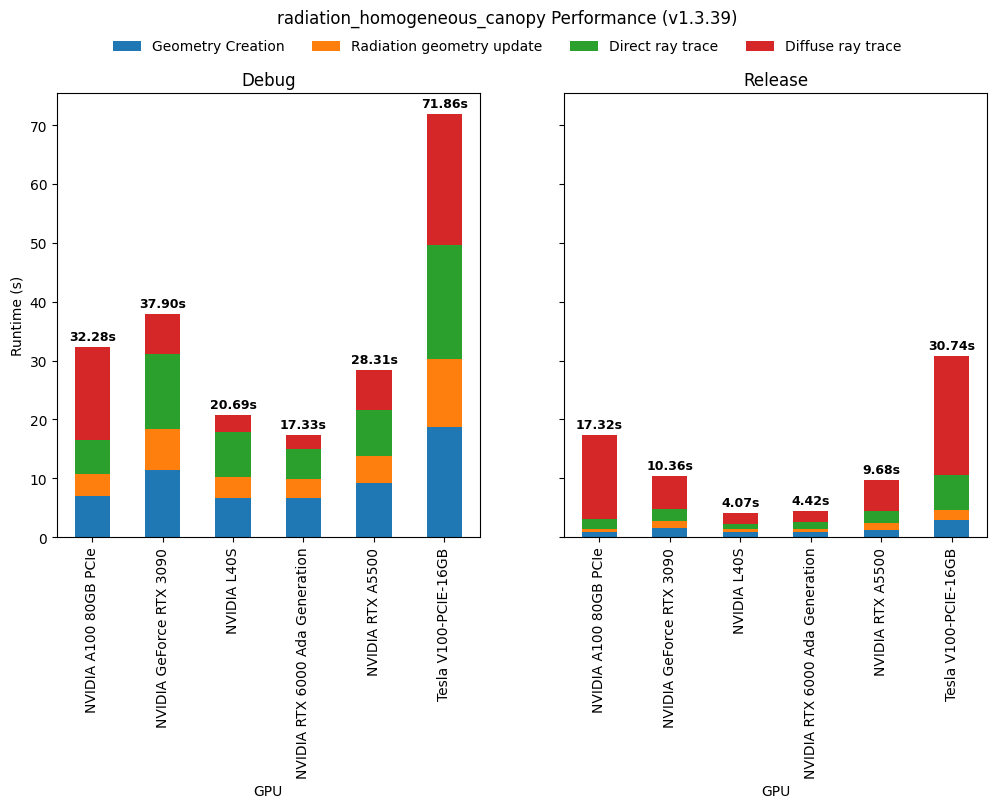 radiation_homogeneous_canopy Performance (v1.3.39)
Geometry Creation
Radiation geometry update
Direct ray trace
Diffuse ray trace
Debug
Release
Runtime (s)
70
60
50
40
30
20
10
0
32.28s
37.90s
20.69s
17.33s
28.31s
71.86s
17.32s
10.36s
4.07s
4.42s
9.68s
30.74s
NVIDIA A100 80GB PCIe
NVIDIA GeForce RTX 3090
NVIDIA L40S
NVIDIA RTX 6000 Ada Generation
NVIDIA RTX A5500
Tesla V100-PCIE-16GB
GPU
NVIDIA A100 80GB PCIe
NVIDIA GeForce RTX 3090
NVIDIA L40S
NVIDIA RTX 6000 Ada Generation
NVIDIA RTX A5500
Tesla V100-PCIE-16GB
GPU